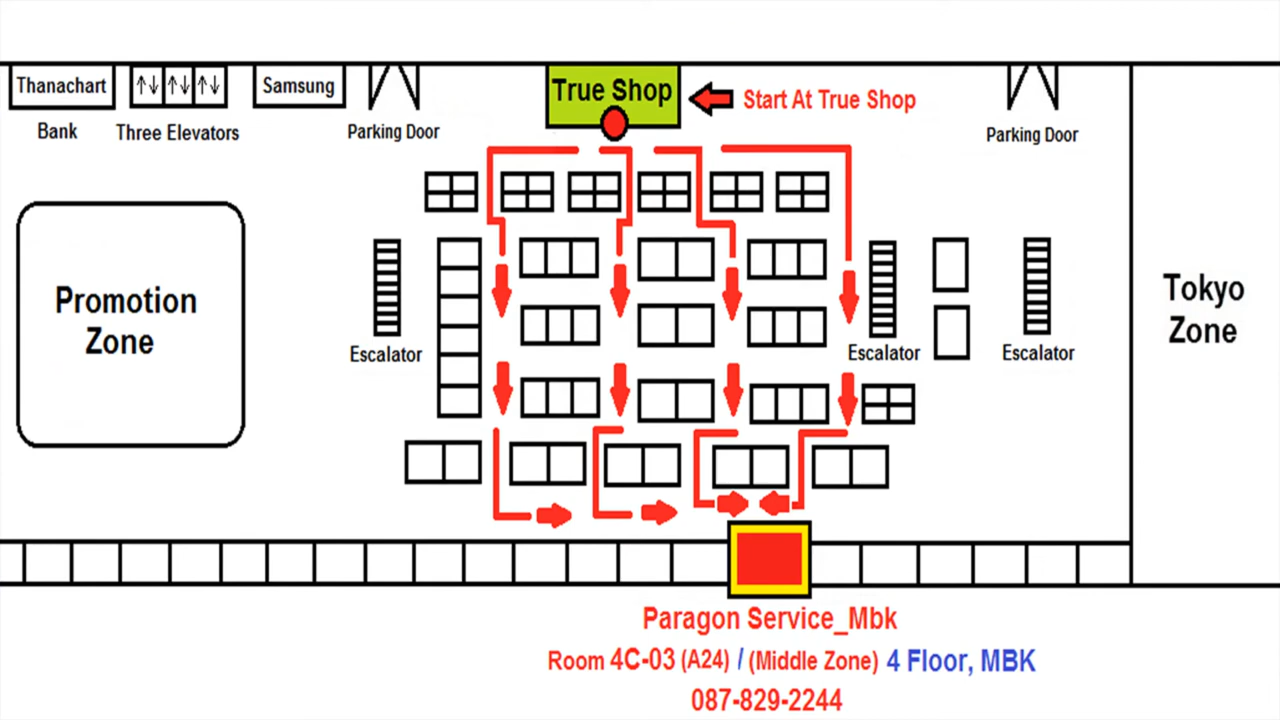 Thanachart
Bank
Three Elevators
Samsung
Parking Door
True Shop
Start At True Shop
Parking Door
Promotion
Zone
Escalator
Escalator
Escalator
Tokyo
Zone
Paragon Service_Mbk
Room 4C-03 (A24) / (Middle Zone) 4 Floor, MBK
087-829-2244